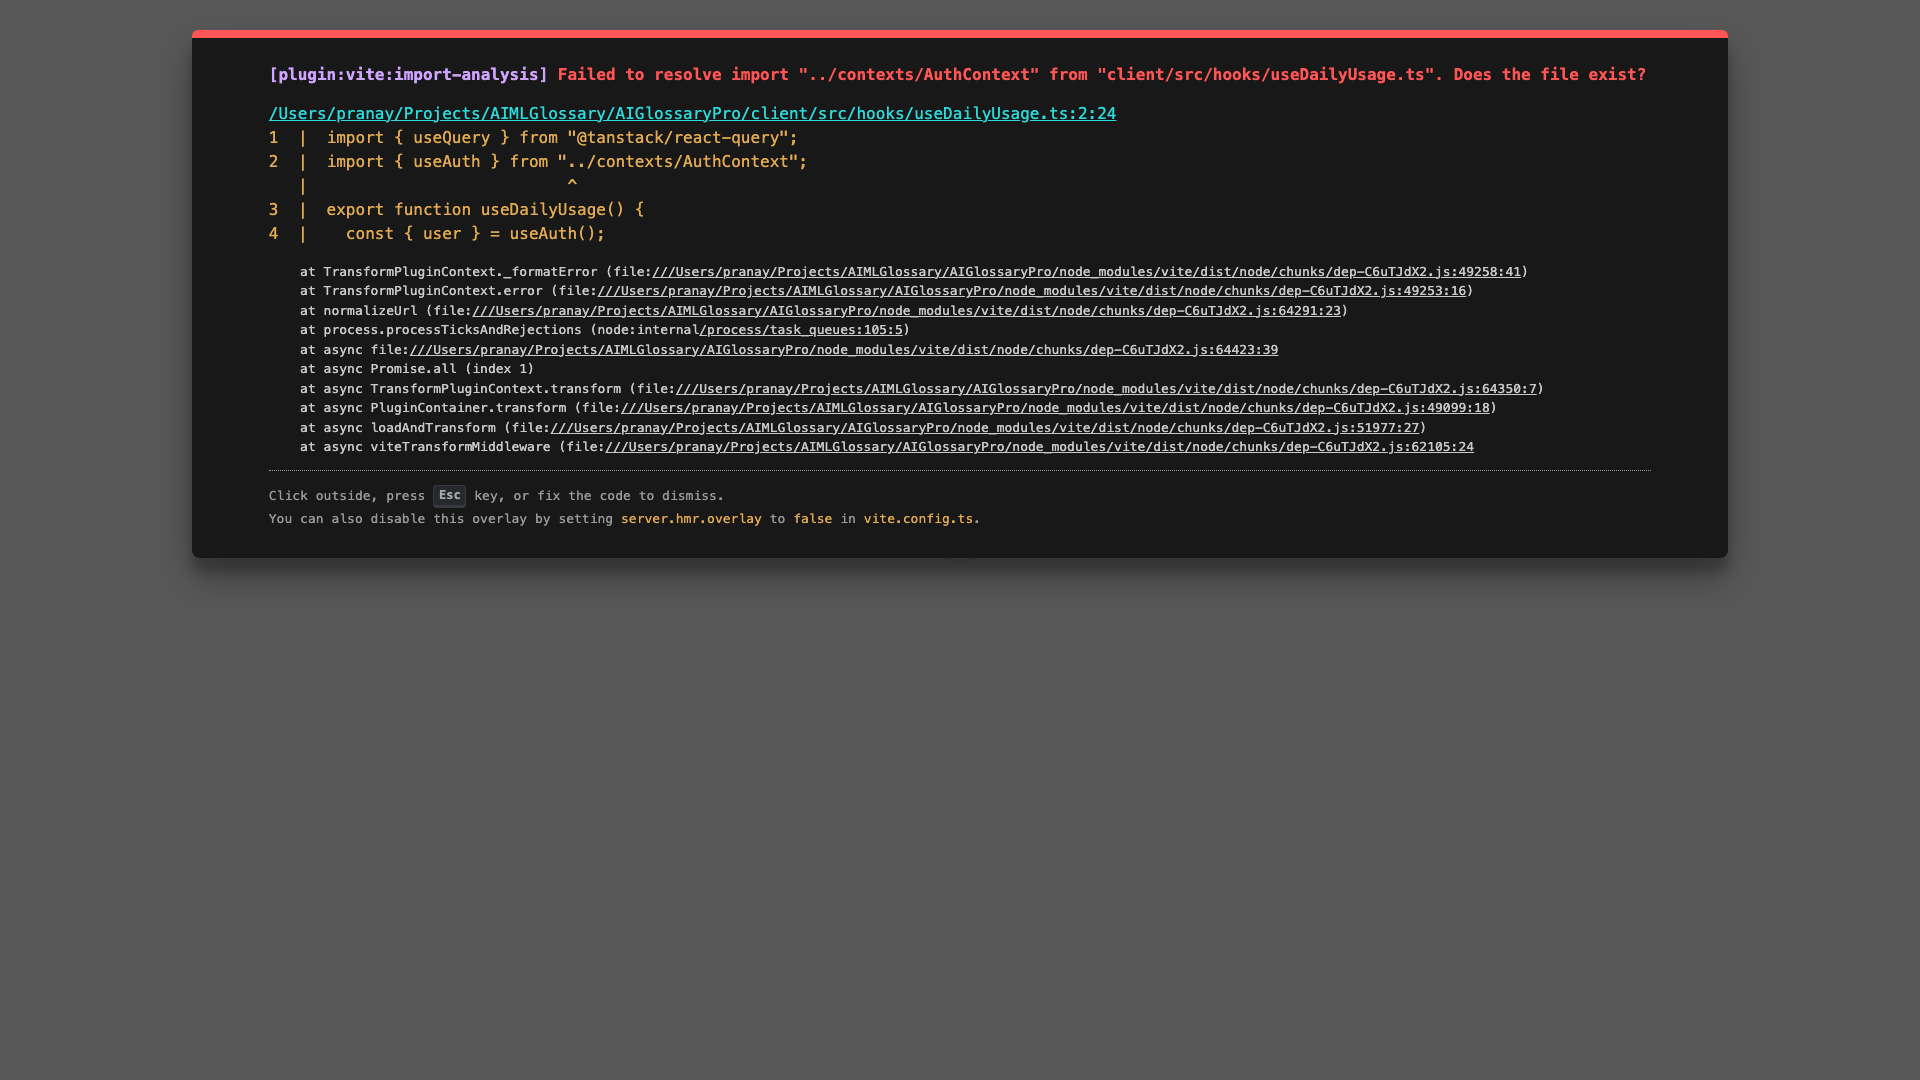 [plugin:vite:import-analysis] Failed to resolve import "../contexts/AuthContext" from "client/src/hooks/useDailyUsage.ts". Does the file exist?
/Users/pranay/Projects/AIMLGlossary/AIGlossaryPro/client/src/hooks/useDailyUsage.ts:2:24
1  |  import { useQuery } from "@tanstack/react-query";
2  |  import { useAuth } from "../contexts/AuthContext";
   |                           ^
3  |  export function useDailyUsage() {
4  |    const { user } = useAuth();
    at TransformPluginContext._formatError (file:///Users/pranay/Projects/AIMLGlossary/AIGlossaryPro/node_modules/vite/dist/node/chunks/dep-C6uTJdX2.js:49258:41)
    at TransformPluginContext.error (file:///Users/pranay/Projects/AIMLGlossary/AIGlossaryPro/node_modules/vite/dist/node/chunks/dep-C6uTJdX2.js:49253:16)
    at normalizeUrl (file:///Users/pranay/Projects/AIMLGlossary/AIGlossaryPro/node_modules/vite/dist/node/chunks/dep-C6uTJdX2.js:64291:23)
    at process.processTicksAndRejections (node:internal/process/task_queues:105:5)
    at async file:///Users/pranay/Projects/AIMLGlossary/AIGlossaryPro/node_modules/vite/dist/node/chunks/dep-C6uTJdX2.js:64423:39
    at async Promise.all (index 1)
    at async TransformPluginContext.transform (file:///Users/pranay/Projects/AIMLGlossary/AIGlossaryPro/node_modules/vite/dist/node/chunks/dep-C6uTJdX2.js:64350:7)
    at async PluginContainer.transform (file:///Users/pranay/Projects/AIMLGlossary/AIGlossaryPro/node_modules/vite/dist/node/chunks/dep-C6uTJdX2.js:49099:18)
    at async loadAndTransform (file:///Users/pranay/Projects/AIMLGlossary/AIGlossaryPro/node_modules/vite/dist/node/chunks/dep-C6uTJdX2.js:51977:27)
    at async viteTransformMiddleware (file:///Users/pranay/Projects/AIMLGlossary/AIGlossaryPro/node_modules/vite/dist/node/chunks/dep-C6uTJdX2.js:62105:24
Click outside, press Esc key, or fix the code to dismiss.
You can also disable this overlay by setting server.hmr.overlay to false in vite.config.ts.